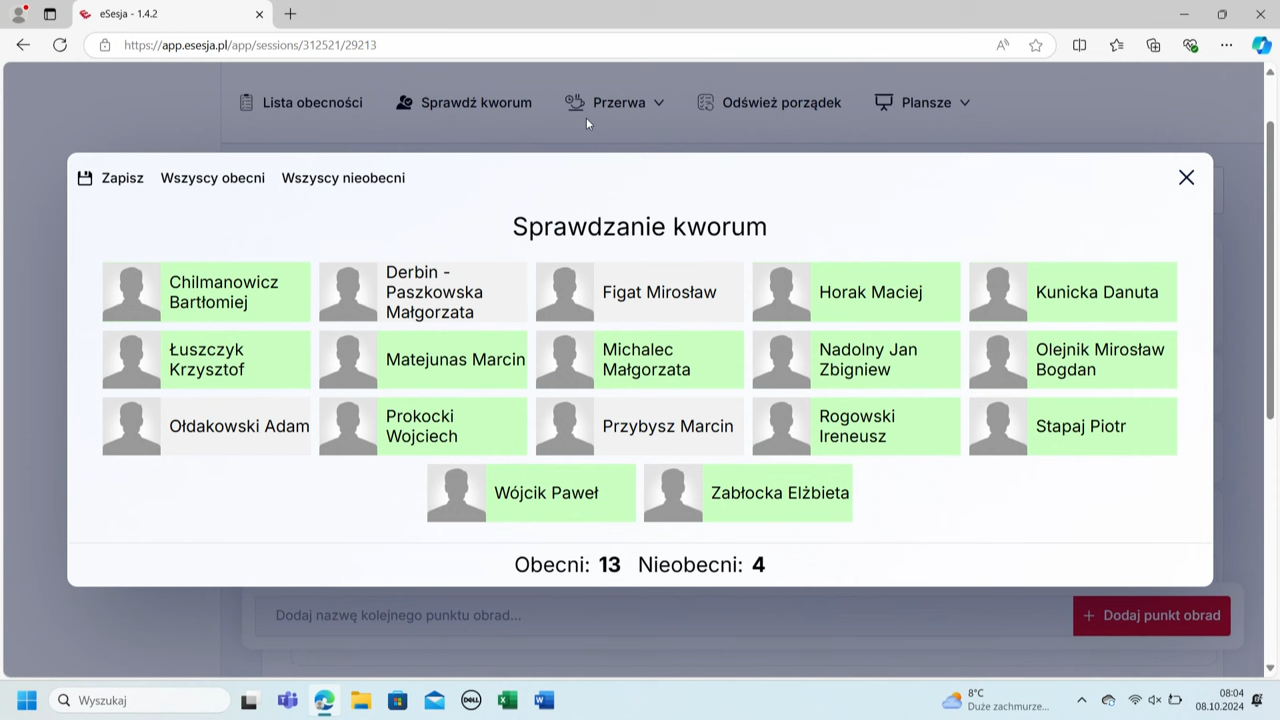 eSesja - 1.4.2
https://app.esesja.pl/app/sessions/312521/29213
Lista obecności
Sprawdź kworum
Przerwa
Odśwież porządek
Plansze
Zapisz
Wszyscy obecni
Wszyscy nieobecni
Sprawdzanie kworum
Chilmanowicz
Bartłomiej
Derbin -
Paszkowska
Małgorzata
Figat Mirosław
Horak Maciej
Kunicka Danuta
Łuszczyk
Krzysztof
Matejunas Marcin
Michalec
Małgorzata
Nadolny Jan
Zbigniew
Olejnik Mirosław
Bogdan
Ołdakowski Adam
Prokocki
Wojciech
Przybysz Marcin
Rogowski
Ireneusz
Stapaj Piotr
Wójcik Paweł
Zabłocka Elżbieta
Obecni: 13 Nieobecni: 4
Dodaj nazwę kolejnego punktu obrad...
+ Dodaj punkt obrad
Wyszukaj
DELL
8°C
Duże zachmurze...
08:04
08.10.2024